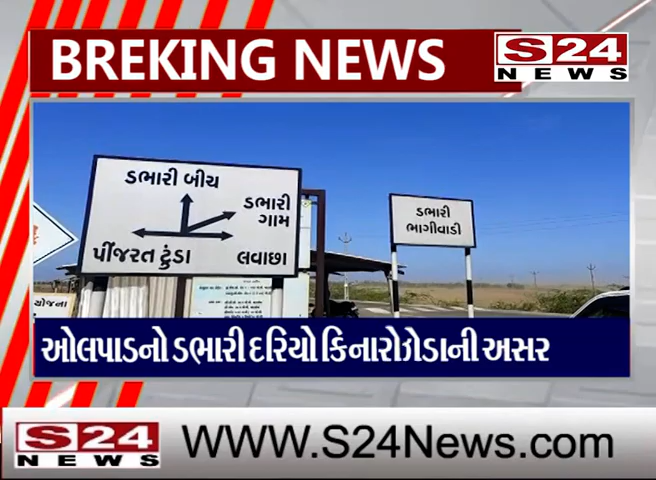 BREKING NEWS
S24
NEWS
ડભારી બીચ
ડભારી
ગામ
પીંજરત ટુંડા
લવાછા
ડભારી
ભાગીવાડી
યોજના
ઓલપાડનો ડભારી દરિયો કિનારોઝોડાની અસર
S24
NEWS
WWW.S24News.com